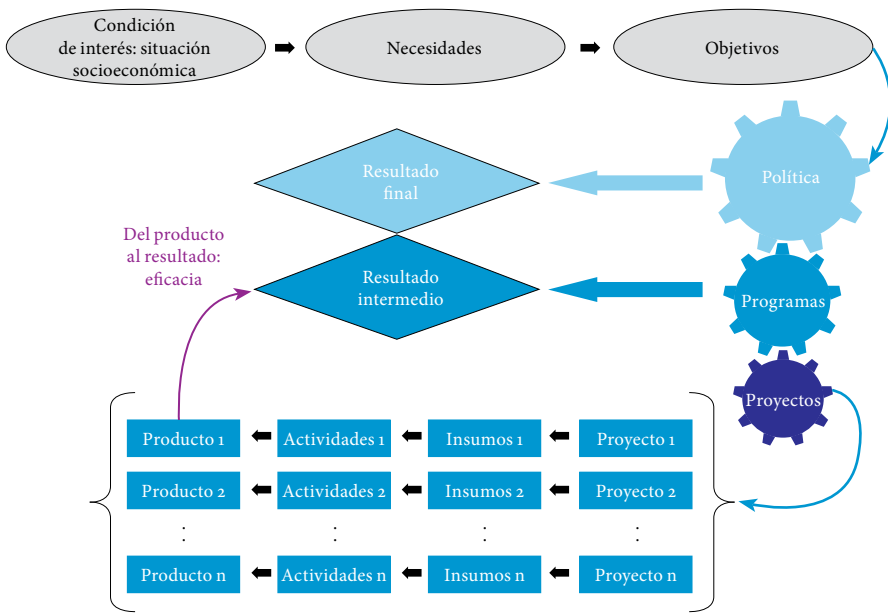 Condición
de interés: situación
socioeconómica
Necesidades
Objetivos
Resultado
final
Política
Del producto
al resultado:
eficacia
Resultado
intermedio
Programas
Proyectos
Producto 1
Actividades 1
Insumos 1
Proyecto 1
Producto 2
Actividades 2
Insumos 2
Proyecto 2
:
:
:
:
Producto n
Actividades n
Insumos n
Proyecto n